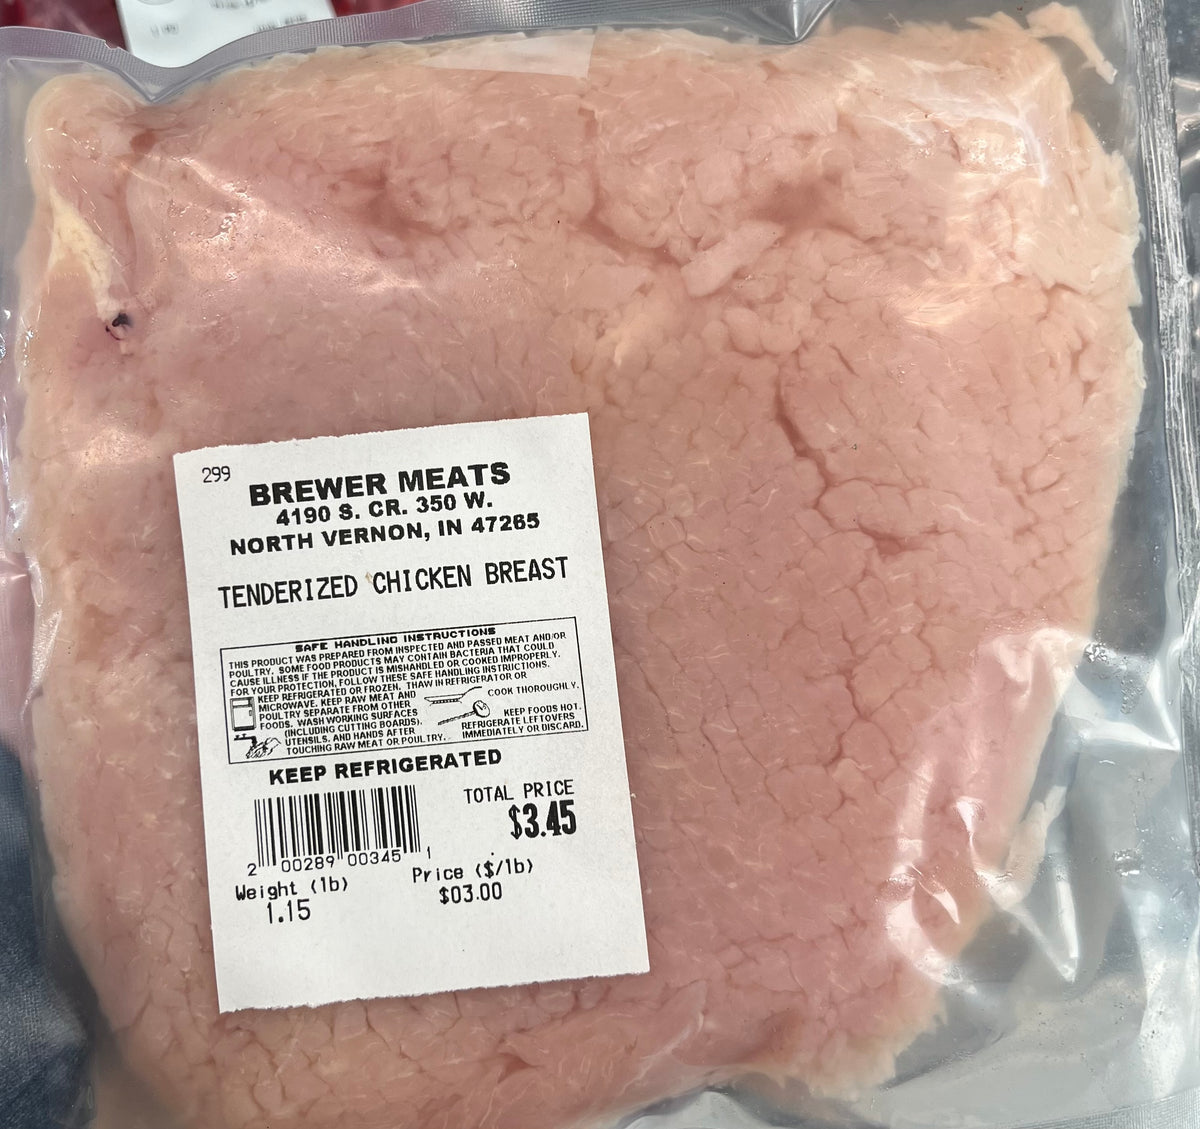 299
BREWER MEATS
4190 S. CR. 350 W.
NORTH VERNON, IN 47265
TENDERIZED CHICKEN BREAST
SAFE HANDLING INSTRUCTIONS
THIS PRODUCT WAS PREPARED FROM INSPECTED AND PASSED MEAT AND/OR
POULTRY. SOME FOOD PRODUCTS MAY CONTAIN BACTERIA THAT COULD
CAUSE ILLNESS IF THE PRODUCT IS MISHANDLED OR COOKED IMPROPERLY.
FOR YOUR PROTECTION, FOLLOW THESE SAFE HANDLING INSTRUCTIONS.
KEEP REFRIGERATED OR FROZEN. THAW IN REFRIGERATOR OR
MICROWAVE. KEEP RAW MEAT AND
POULTRY SEPARATE FROM OTHER
FOODS. WASH WORKING SURFACES
(INCLUDING CUTTING BOARDS),
UTENSILS, AND HANDS AFTER
TOUCHING RAW MEAT OR POULTRY.
COOK THOROUGHLY.
KEEP FOODS HOT.
REFRIGERATE LEFTOVERS
IMMEDIATELY OR DISCARD.
KEEP REFRIGERATED
TOTAL PRICE
$3.45
2 00289 00345 1
Weight (lb)
1.15
Price ($/lb)
$03.00